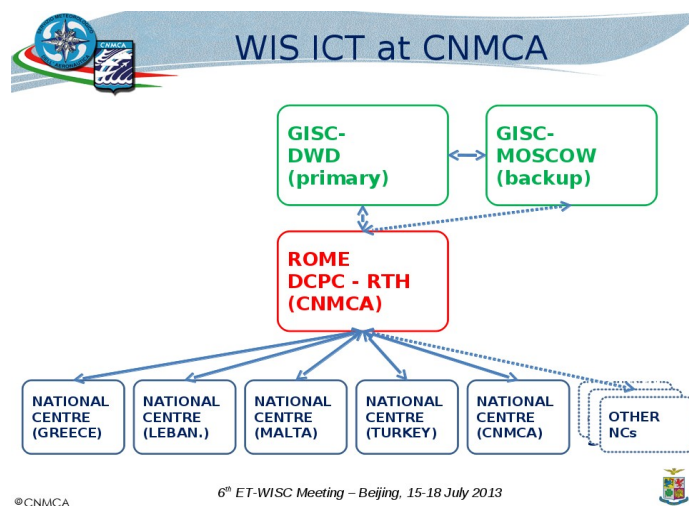 WIS ICT at CNMCA
CNMCA
GISC-
DWD
(primary)
GISC-
MOSCOW
(backup)
ROME
DCPC - RTH
(CNMCA)
NATIONAL
CENTRE
(GREECE)
NATIONAL
CENTRE
(LEBAN.)
NATIONAL
CENTRE
(MALTA)
NATIONAL
CENTRE
(TURKEY)
NATIONAL
CENTRE
(CNMCA)
OTHER
NCs
6th ET-WISC Meeting – Beijing, 15-18 July 2013
©CNMCA